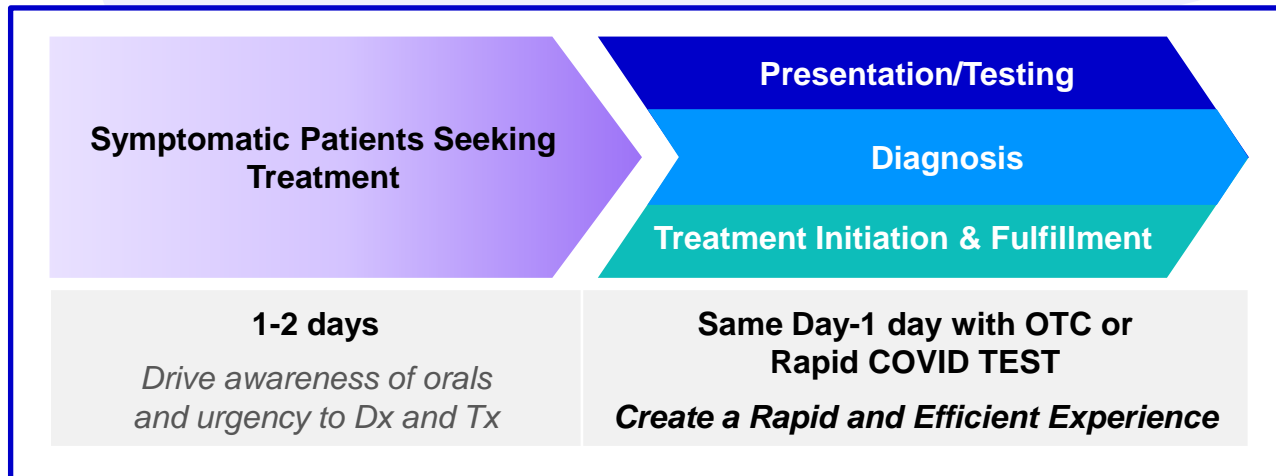 Symptomatic Patients Seeking
Treatment
Presentation/Testing
Diagnosis
Treatment Initiation & Fulfillment
1-2 days
Drive awareness of orals
and urgency to Dx and Tx
Same Day-1 day with OTC or
Rapid COVID TEST
Create a Rapid and Efficient Experience